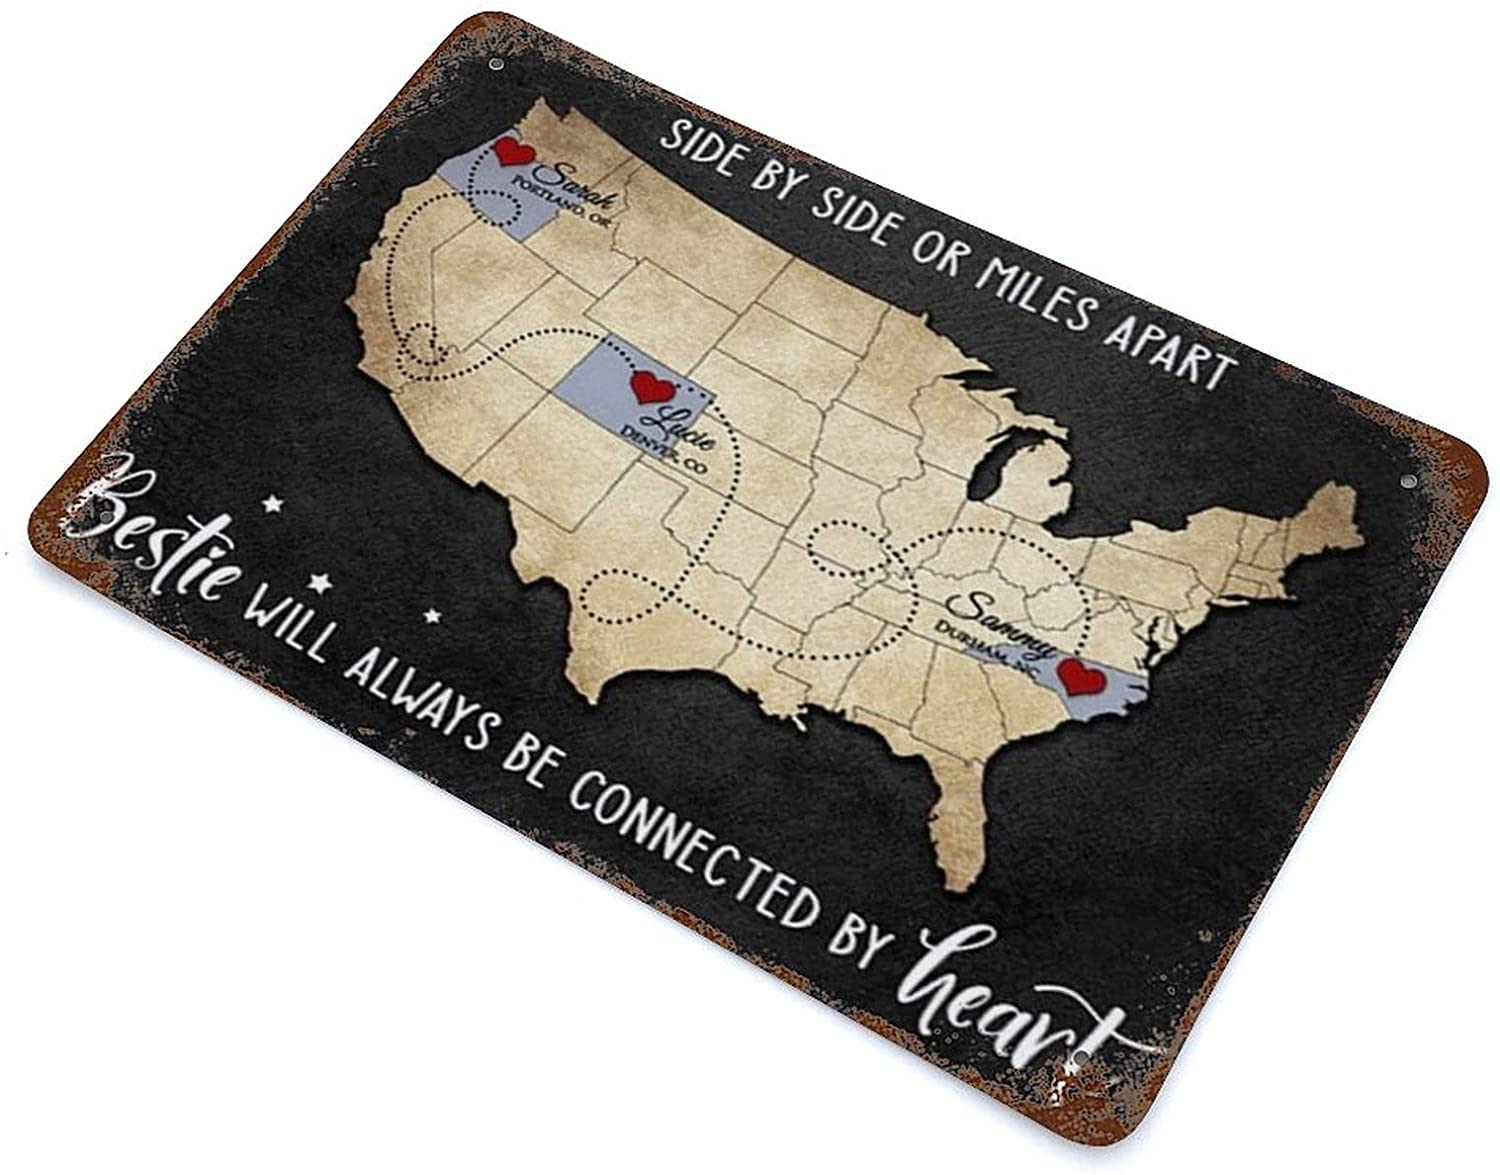 SIDE BY SIDE OR MILES APART
Sarah
PORTLAND, OR
Lucie
DENVER, CO
Sammy
DURHAM, NC
Bestie WILL ALWAYS BE CONNECTED BY heart